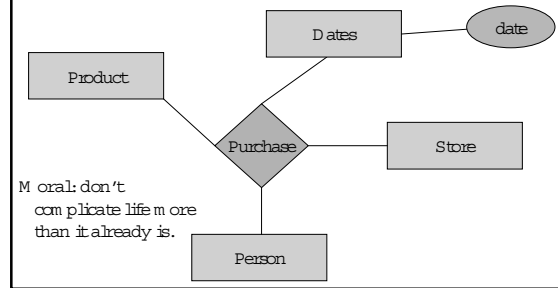 Dates
date
Product
Purchase
Store
Moral: don't
complicate life more
than it already is.
Person